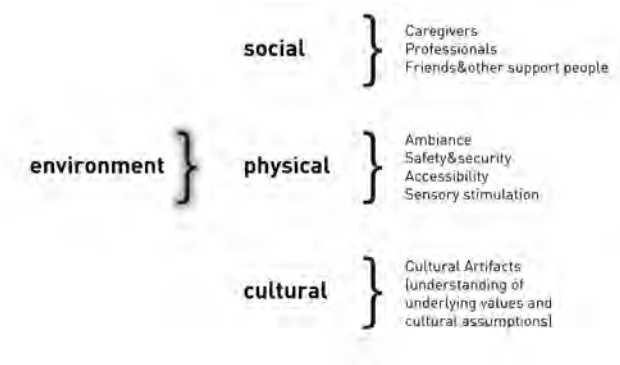 social
Caregivers
Professionals
Friends&other support people
environment
physical
Ambiance
Safety&security
Accessibility
Sensory stimulation
cultural
Cultural Artifacts
(understanding of
underlying values and
cultural assumptions)